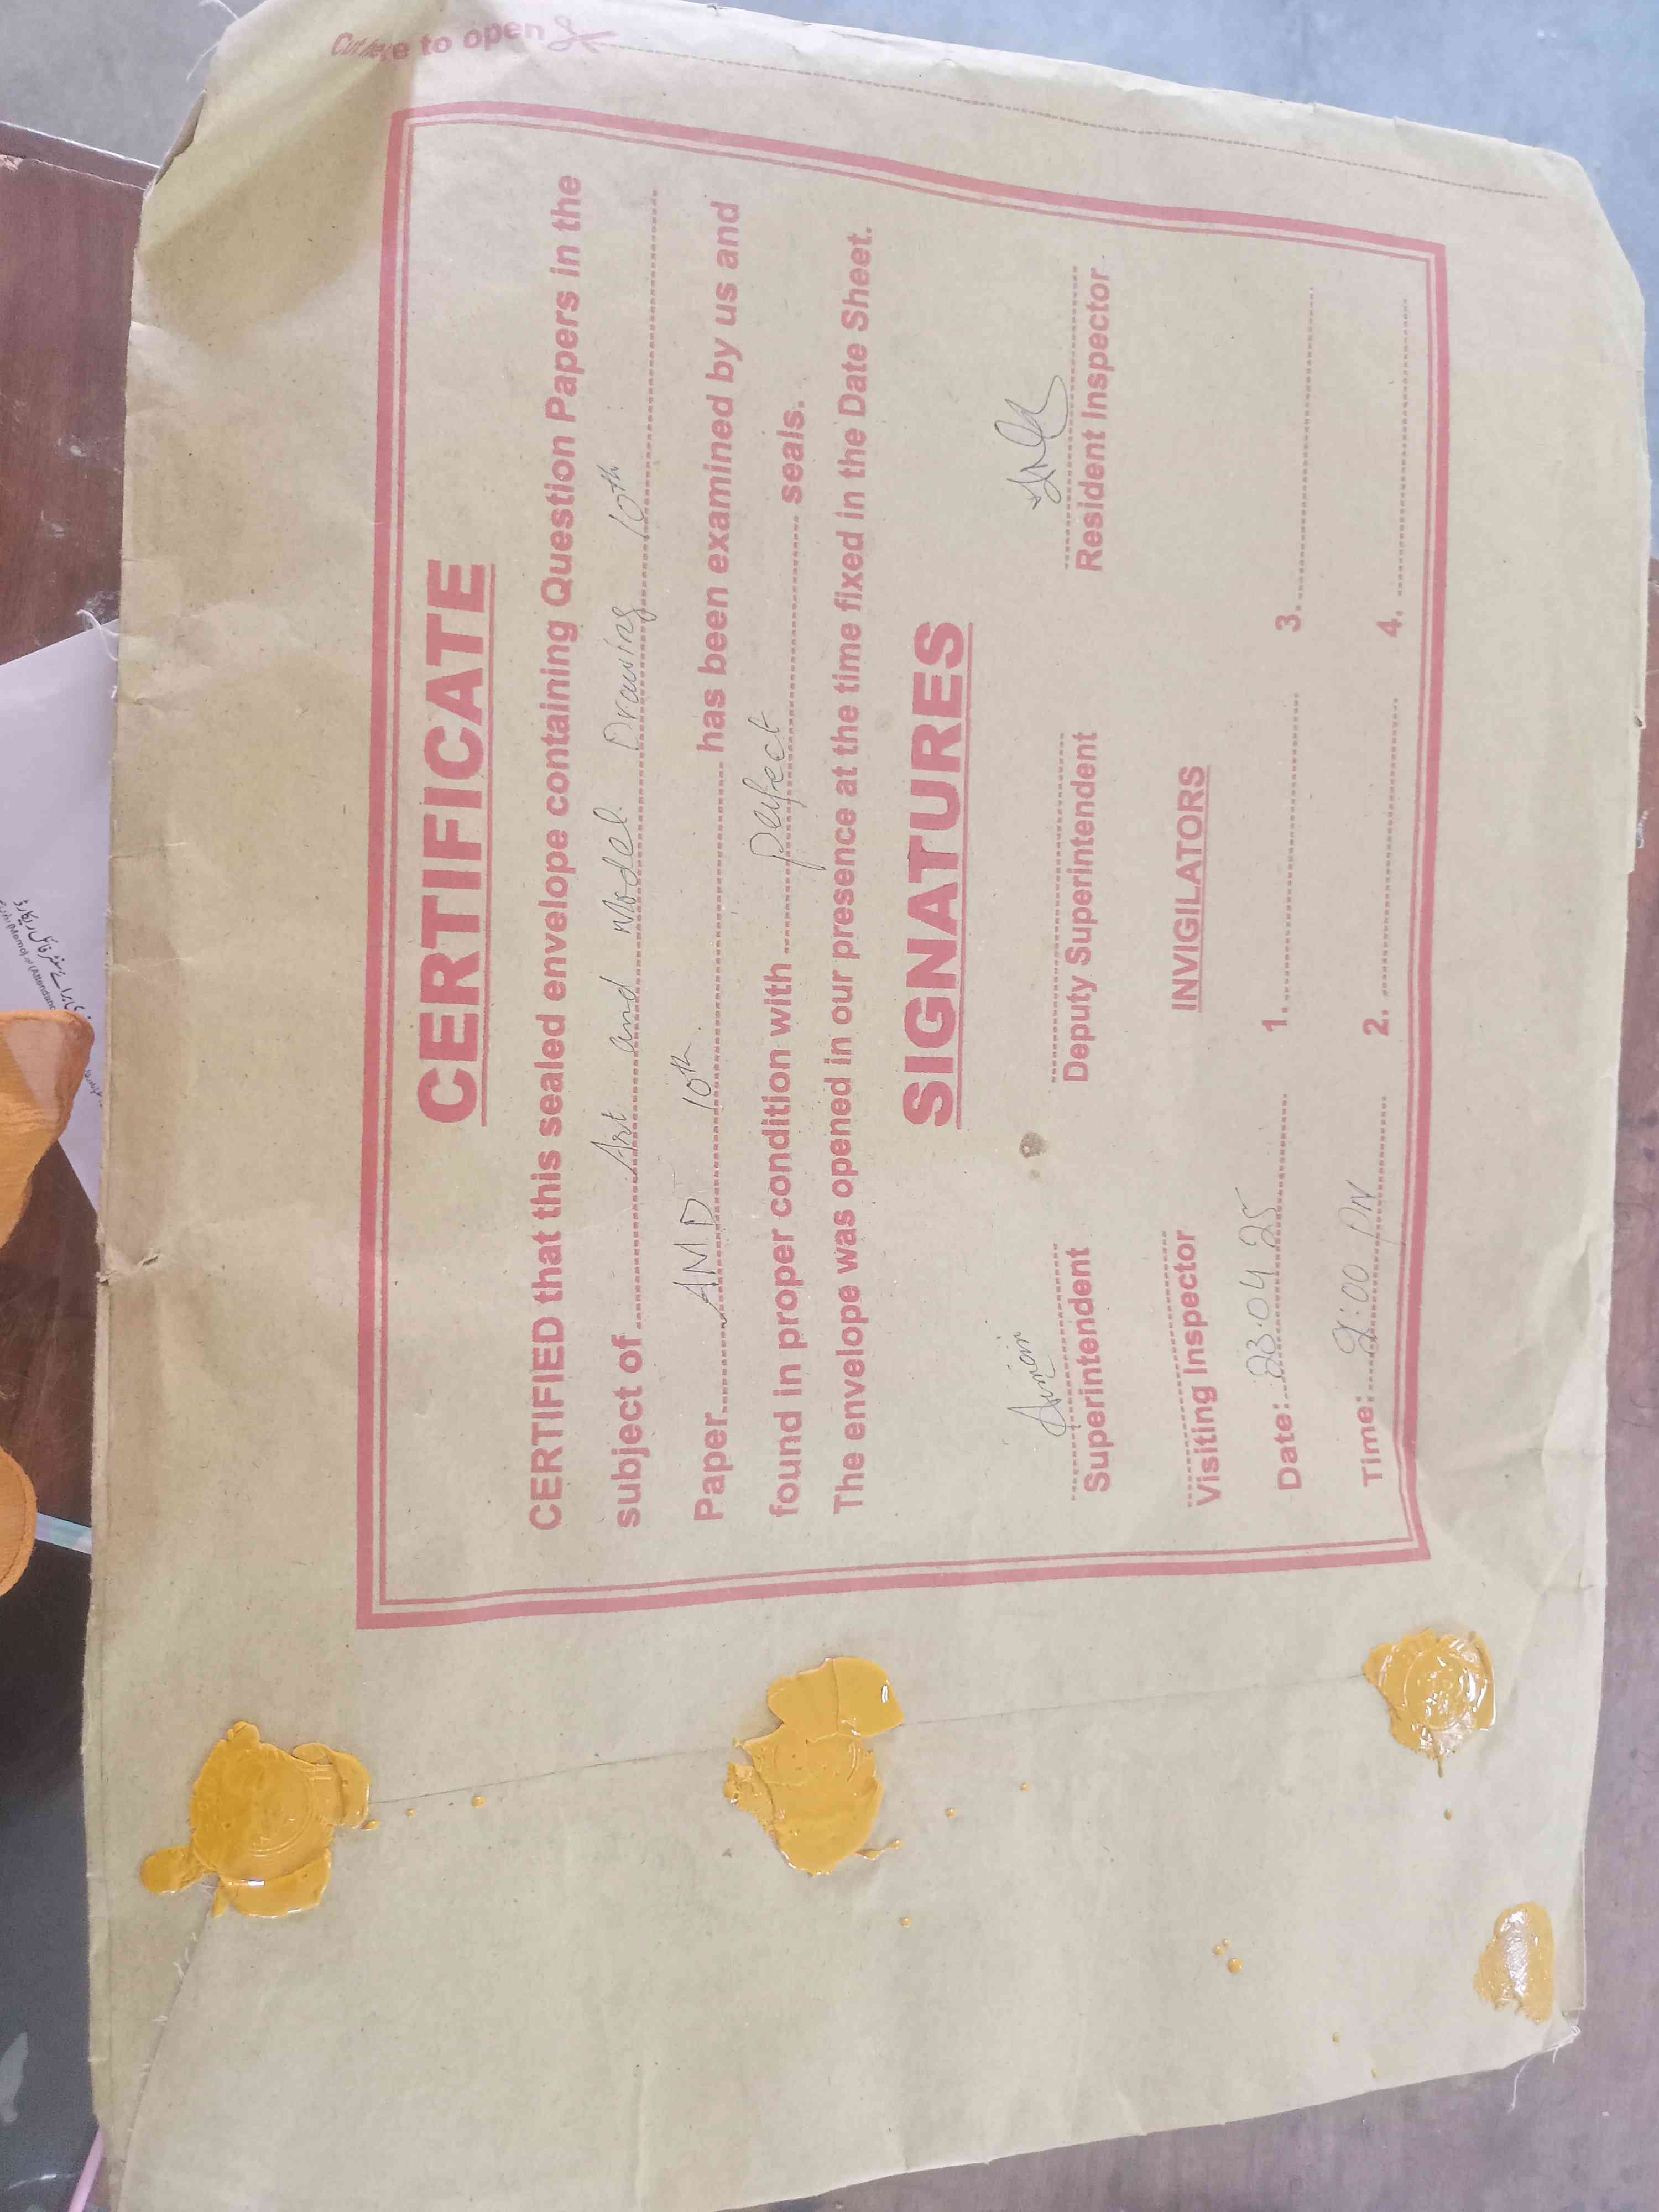 Cut here to open
CERTIFICATE
CERTIFIED that this sealed envelope containing Question Papers in the
subject of Art and Model Drawing 10th
Paper AMD 10th has been examined by us and
found in proper condition with perfect seals.
The envelope was opened in our presence at the time fixed in the Date Sheet.
SIGNATURES
Superintendent Deputy Superintendent Resident Inspector
Visiting Inspector INVIGILATORS
Date: 23.04.25 1. 3.
Time: 2:00 PM 2. 4.